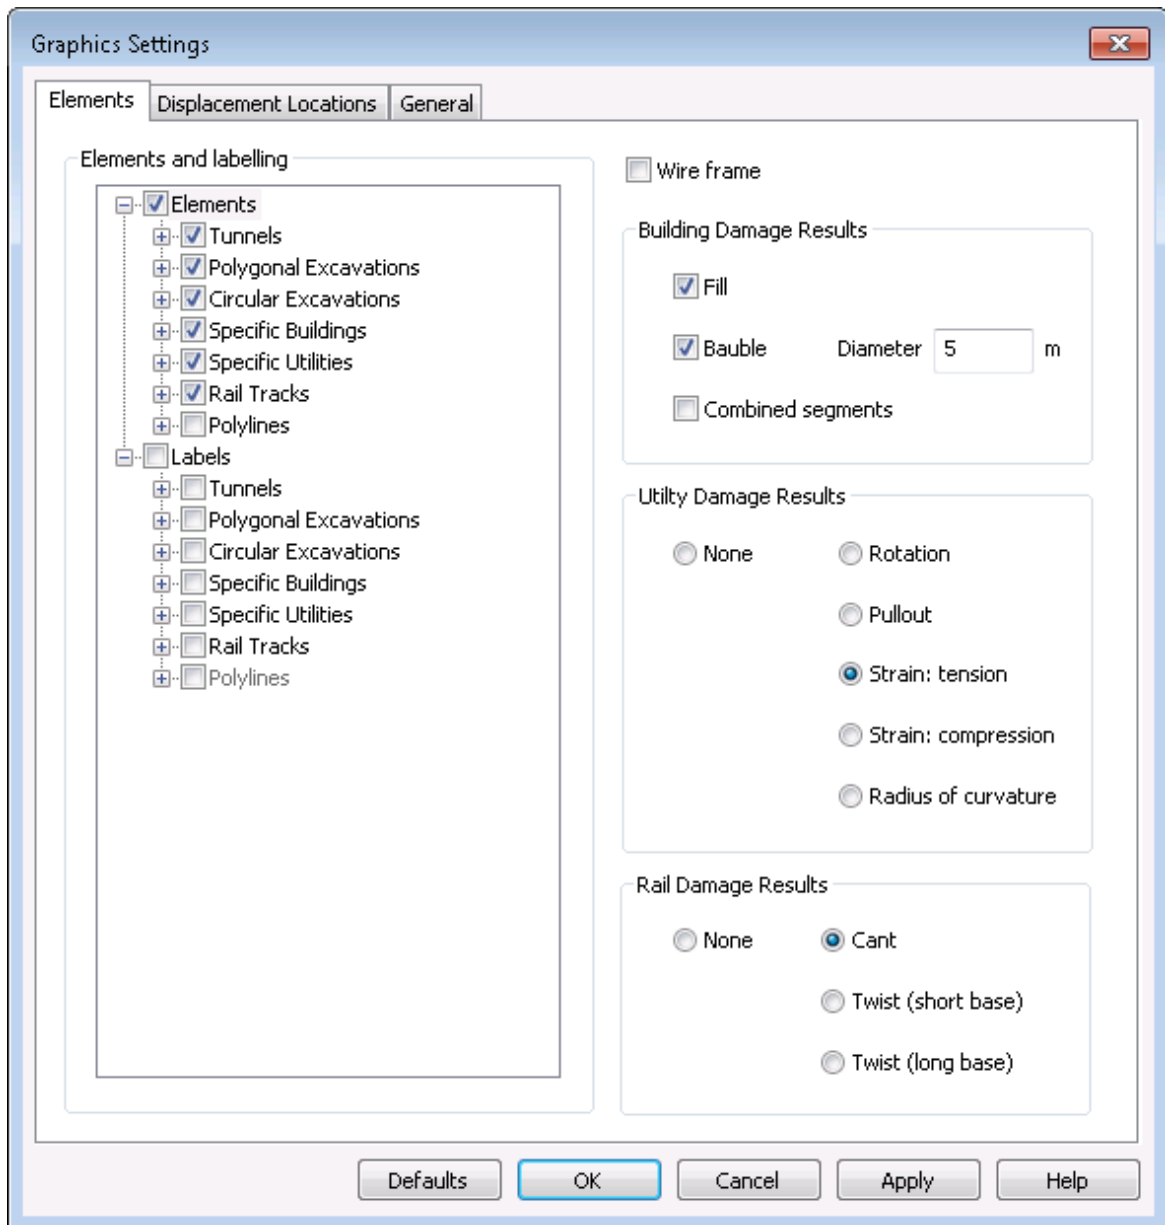 Graphics Settings
Elements
Displacement Locations
General
Elements and labelling
Elements
Tunnels
Polygonal Excavations
Circular Excavations
Specific Buildings
Specific Utilities
Rail Tracks
Polylines
Labels
Tunnels
Polygonal Excavations
Circular Excavations
Specific Buildings
Specific Utilities
Rail Tracks
Polylines
Wire frame
Building Damage Results
Fill
Bauble Diameter 5 m
Combined segments
Utilty Damage Results
None Rotation
Pullout
Strain: tension
Strain: compression
Radius of curvature
Rail Damage Results
None Cant
Twist (short base)
Twist (long base)
Defaults OK Cancel Apply Help